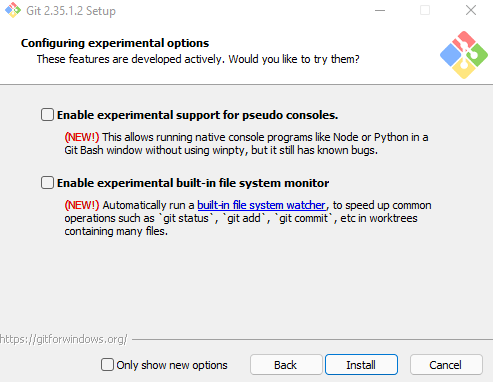 Git 2.35.1.2 Setup
Configuring experimental options
These features are developed actively. Would you like to try them?
Enable experimental support for pseudo consoles.
(NEW!) This allows running native console programs like Node or Python in a
Git Bash window without using winpty, but it still has known bugs.
Enable experimental built-in file system monitor
(NEW!) Automatically run a built-in file system watcher, to speed up common
operations such as `git status`, `git add`, `git commit`, etc in worktrees
containing many files.
https://gitforwindows.org/
Only show new options
Back
Install
Cancel